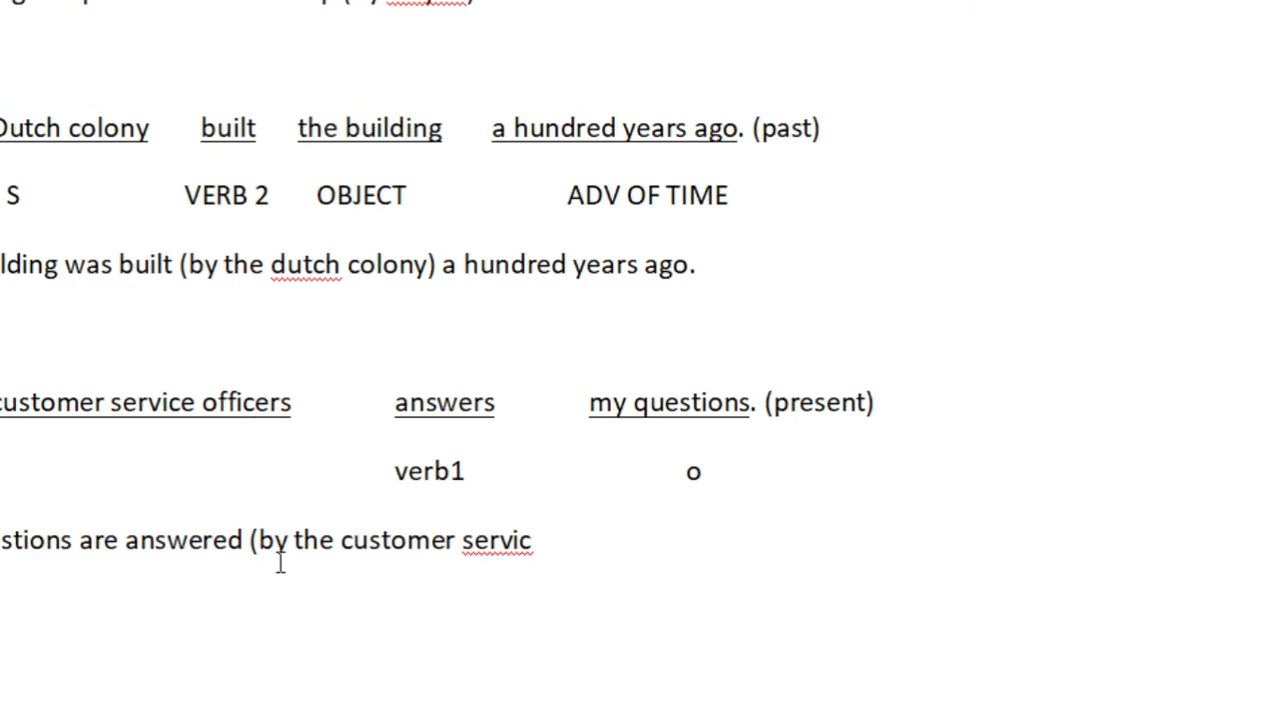 Dutch colony built the building a hundred years ago. (past)
S VERB 2 OBJECT ADV OF TIME
lding was built (by the dutch colony) a hundred years ago.
customer service officers answers my questions. (present)
verb1 o
stions are answered (by the customer servic